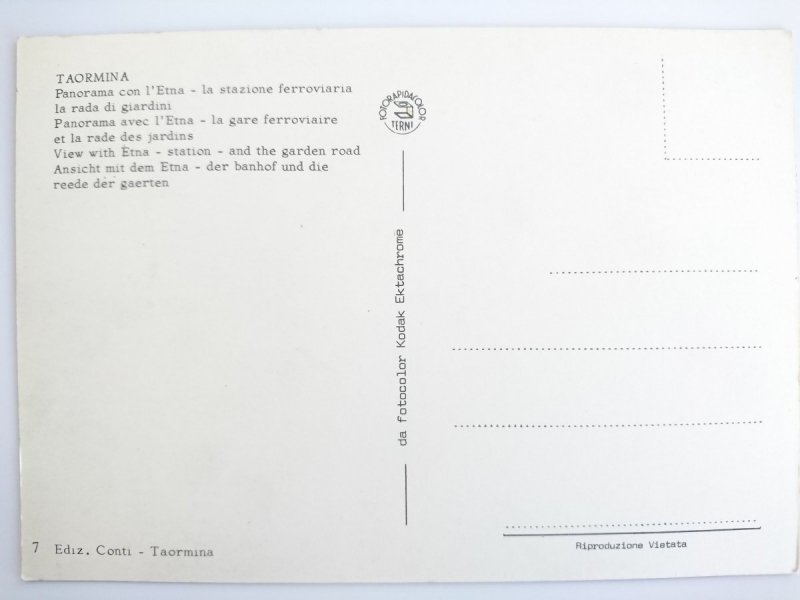 TAORMINA
Panorama con l'Etna - la stazione ferroviaria
la rada di giardini
Panorama avec l'Etna - la gare ferroviaire
et la rade des jardins
View with Etna - station - and the garden road
Ansicht mit dem Etna - der banhof und die
reede der gaerten
FOTORAPIDACOLOR
TERNI
da fotocolor Kodak Ektachrome
7 Ediz. Conti - Taormina
Riproduzione Vietata